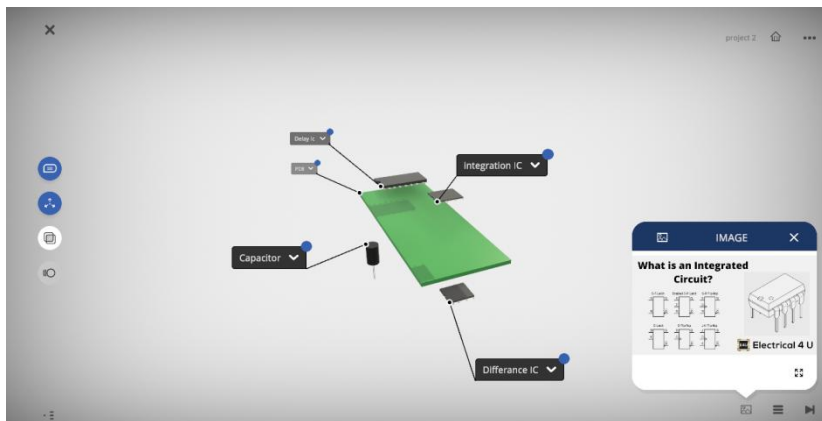 project 2
Delay Ic
PCB
Integration IC
Capacitor
Differance IC
IMAGE
What is an Integrated
Circuit?
Electrical 4 U